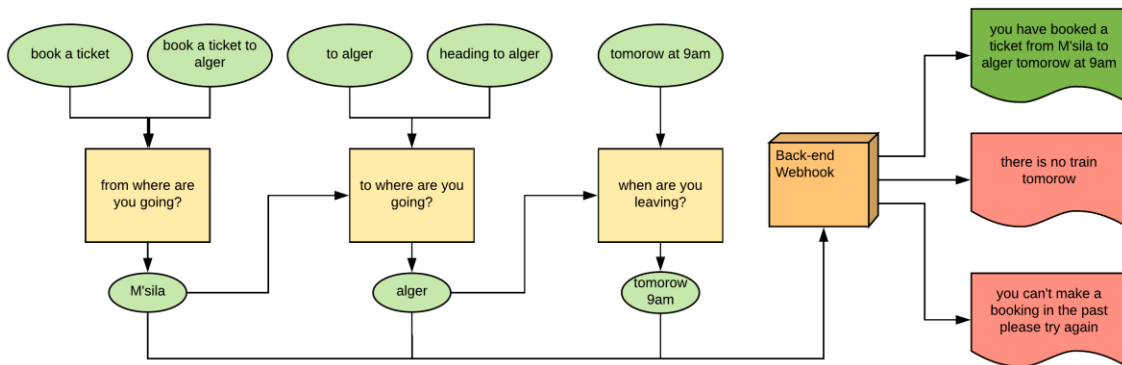 book a ticket
book a ticket to
alger
to alger
heading to alger
tomorow at 9am
you have booked a
ticket from M'sila to
alger tomorow at 9am
from where are
you going?
to where are you
going?
when are you
leaving?
Back-end
Webhook
there is no train
tomorow
M'sila
alger
tomorow
9am
you can't make a
booking in the past
please try again